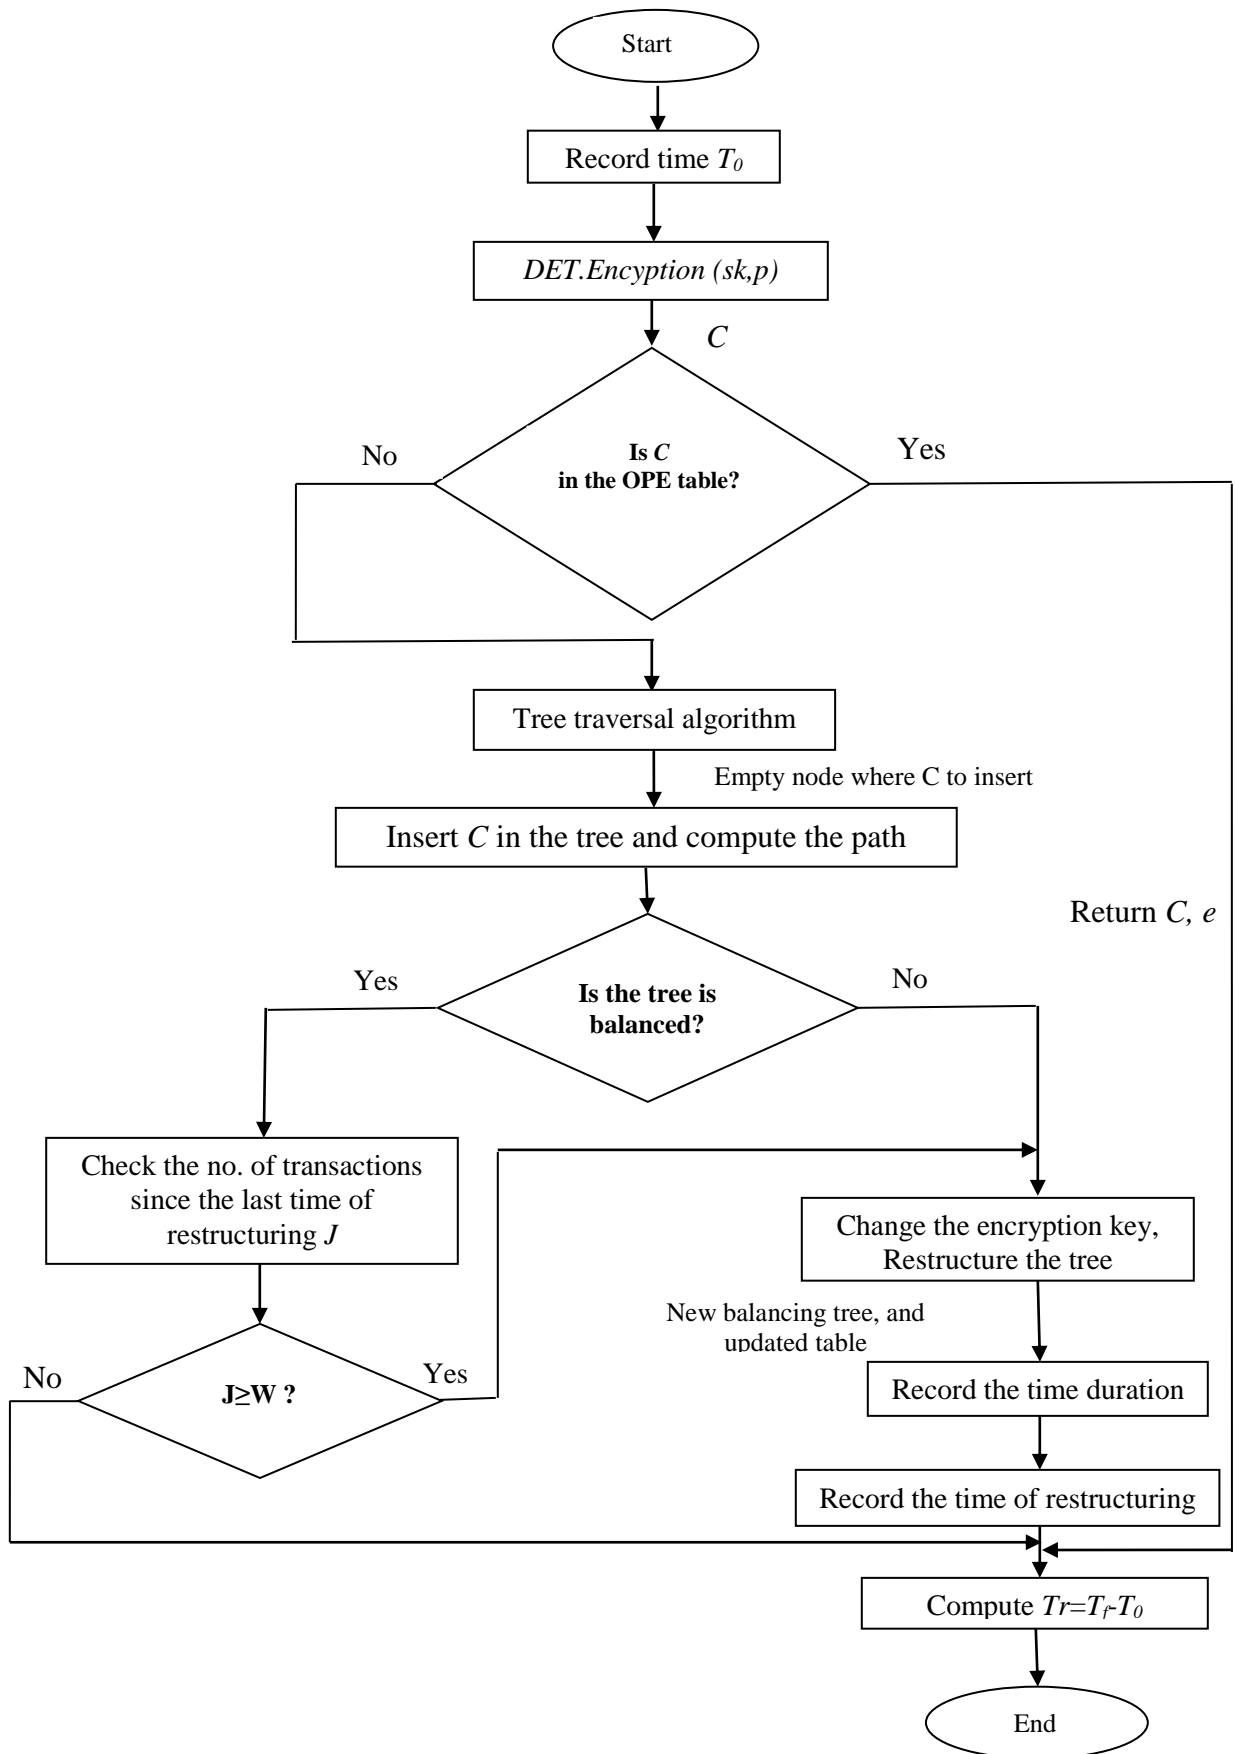 Start
Record time T0
DET.Encyption (sk,p)
C
No
Yes
Is C
in the OPE table?
Tree traversal algorithm
Empty node where C to insert
Insert C in the tree and compute the path
Return C, e
Yes
No
Is the tree is
balanced?
Check the no. of transactions
since the last time of
restructuring J
Change the encryption key,
Restructure the tree
New balancing tree, and
updated table
No
Yes
J≥W ?
Record the time duration
Record the time of restructuring
Compute Tr=Tf-T0
End